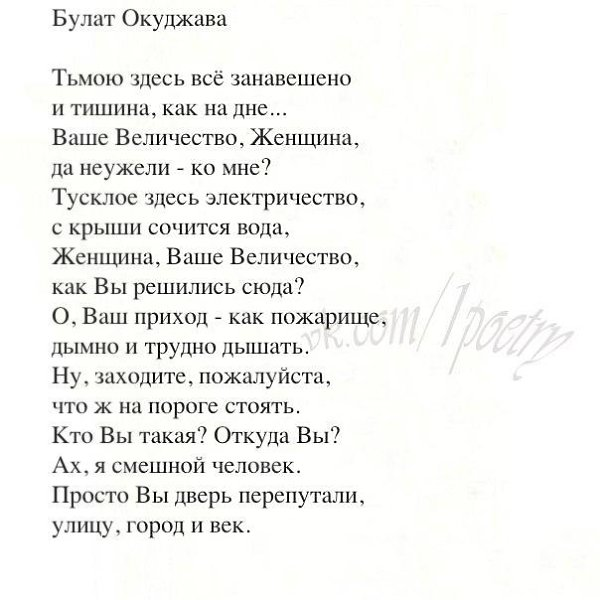 Булат Окуджава
Тьмою здесь всё занавешено
и тишина, как на дне...
Ваше Величество, Женщина,
да неужели - ко мне?
Тусклое здесь электричество,
с крыши сочится вода,
Женщина, Ваше Величество,
как Вы решились сюда?
О, Ваш приход - как пожарище,
дымно и трудно дышать.
Ну, заходите, пожалуйста,
что ж на пороге стоять.
Кто Вы такая? Откуда Вы?
Ах, я смешной человек.
Просто Вы дверь перепутали,
улицу, город и век.
vk.com/1poetry